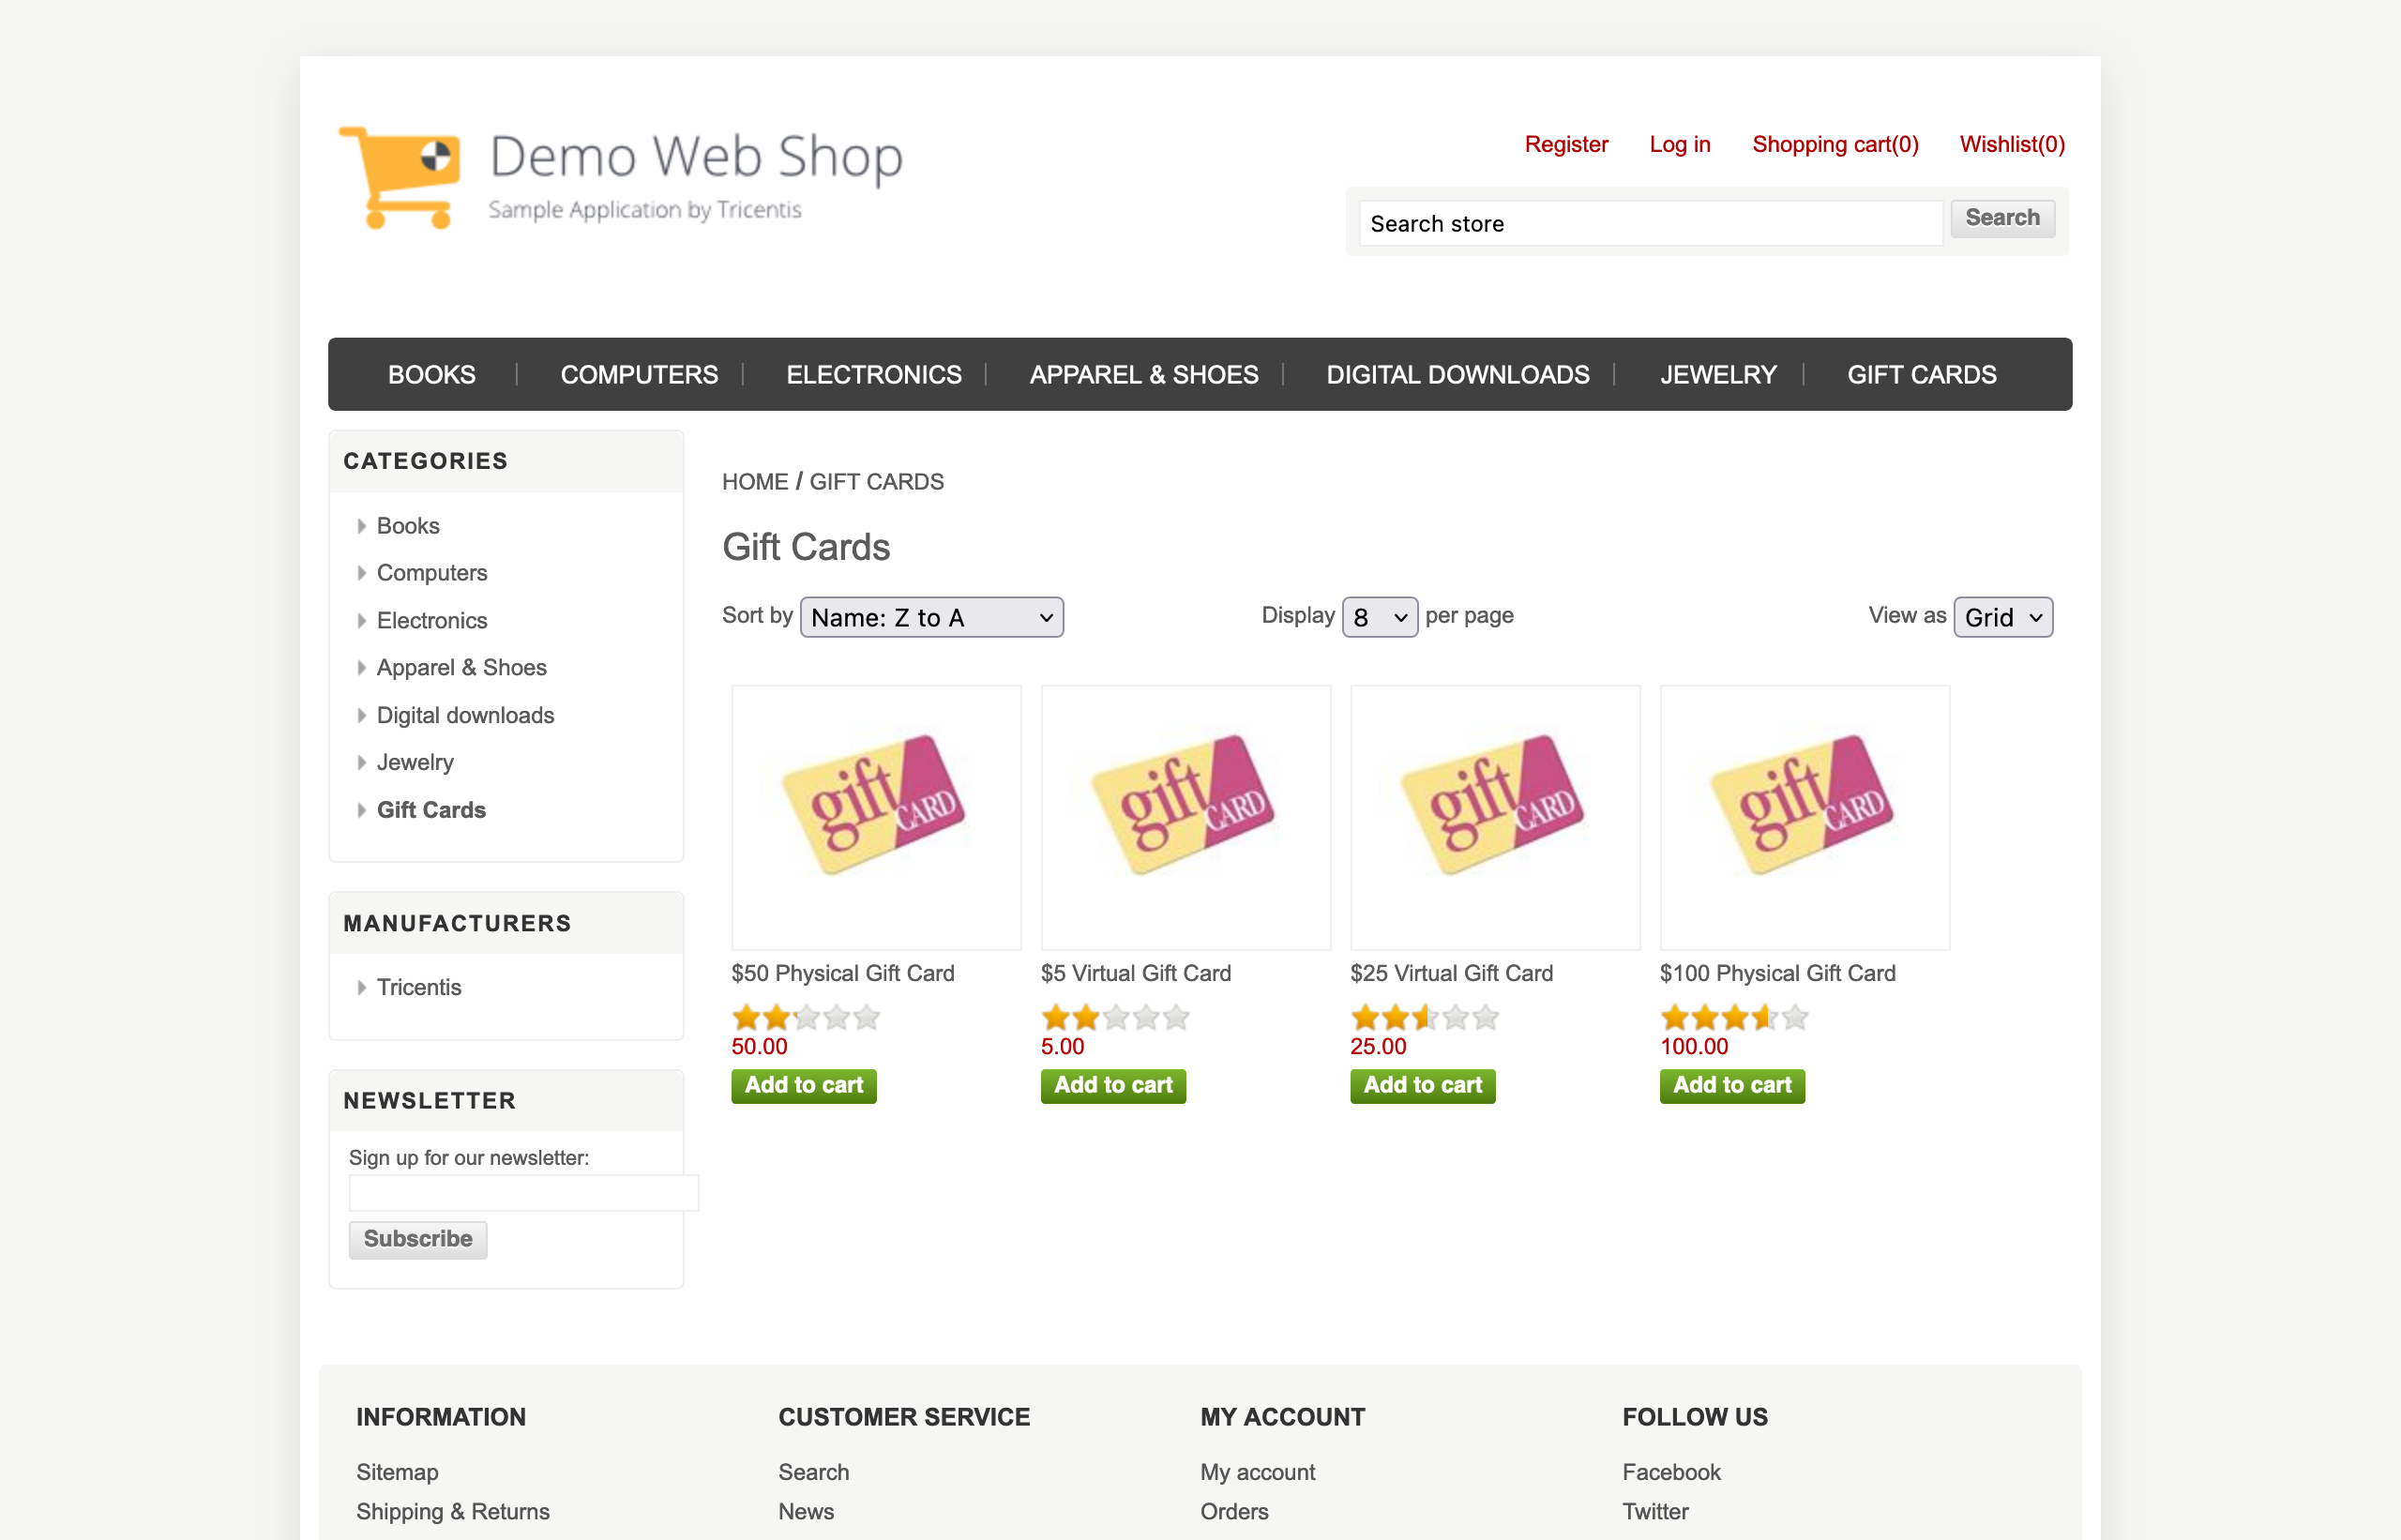 Demo Web Shop
Sample Application by Tricentis
Register Log in Shopping cart(0) Wishlist(0)
Search store Search
BOOKS COMPUTERS ELECTRONICS APPAREL & SHOES DIGITAL DOWNLOADS JEWELRY GIFT CARDS
CATEGORIES
Books
Computers
Electronics
Apparel & Shoes
Digital downloads
Jewelry
Gift Cards
MANUFACTURERS
Tricentis
NEWSLETTER
Sign up for our newsletter:
Subscribe
HOME / GIFT CARDS
Gift Cards
Sort by Name: Z to A Display 8 per page View as Grid
gift CARD gift CARD gift CARD gift CARD
$50 Physical Gift Card $5 Virtual Gift Card $25 Virtual Gift Card $100 Physical Gift Card
50.00 5.00 25.00 100.00
Add to cart Add to cart Add to cart Add to cart
INFORMATION CUSTOMER SERVICE MY ACCOUNT FOLLOW US
Sitemap Search My account Facebook
Shipping & Returns News Orders Twitter